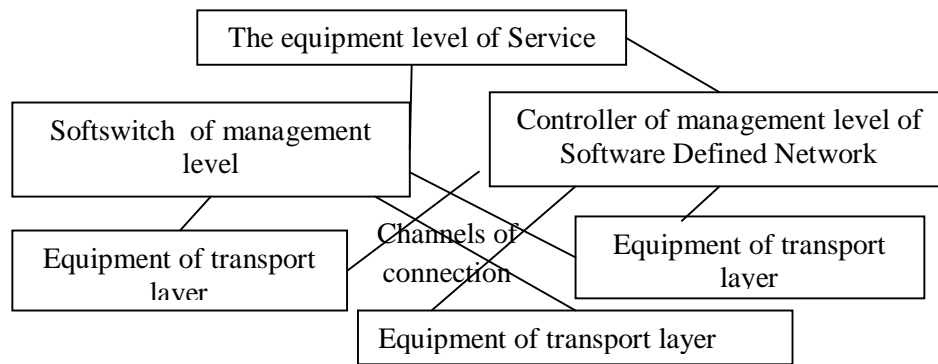 The equipment level of Service
Softswitch of management
level
Controller of management level of
Software Defined Network
Equipment of transport
layer
Channels of
connection
Equipment of transport
layer
Equipment of transport layer